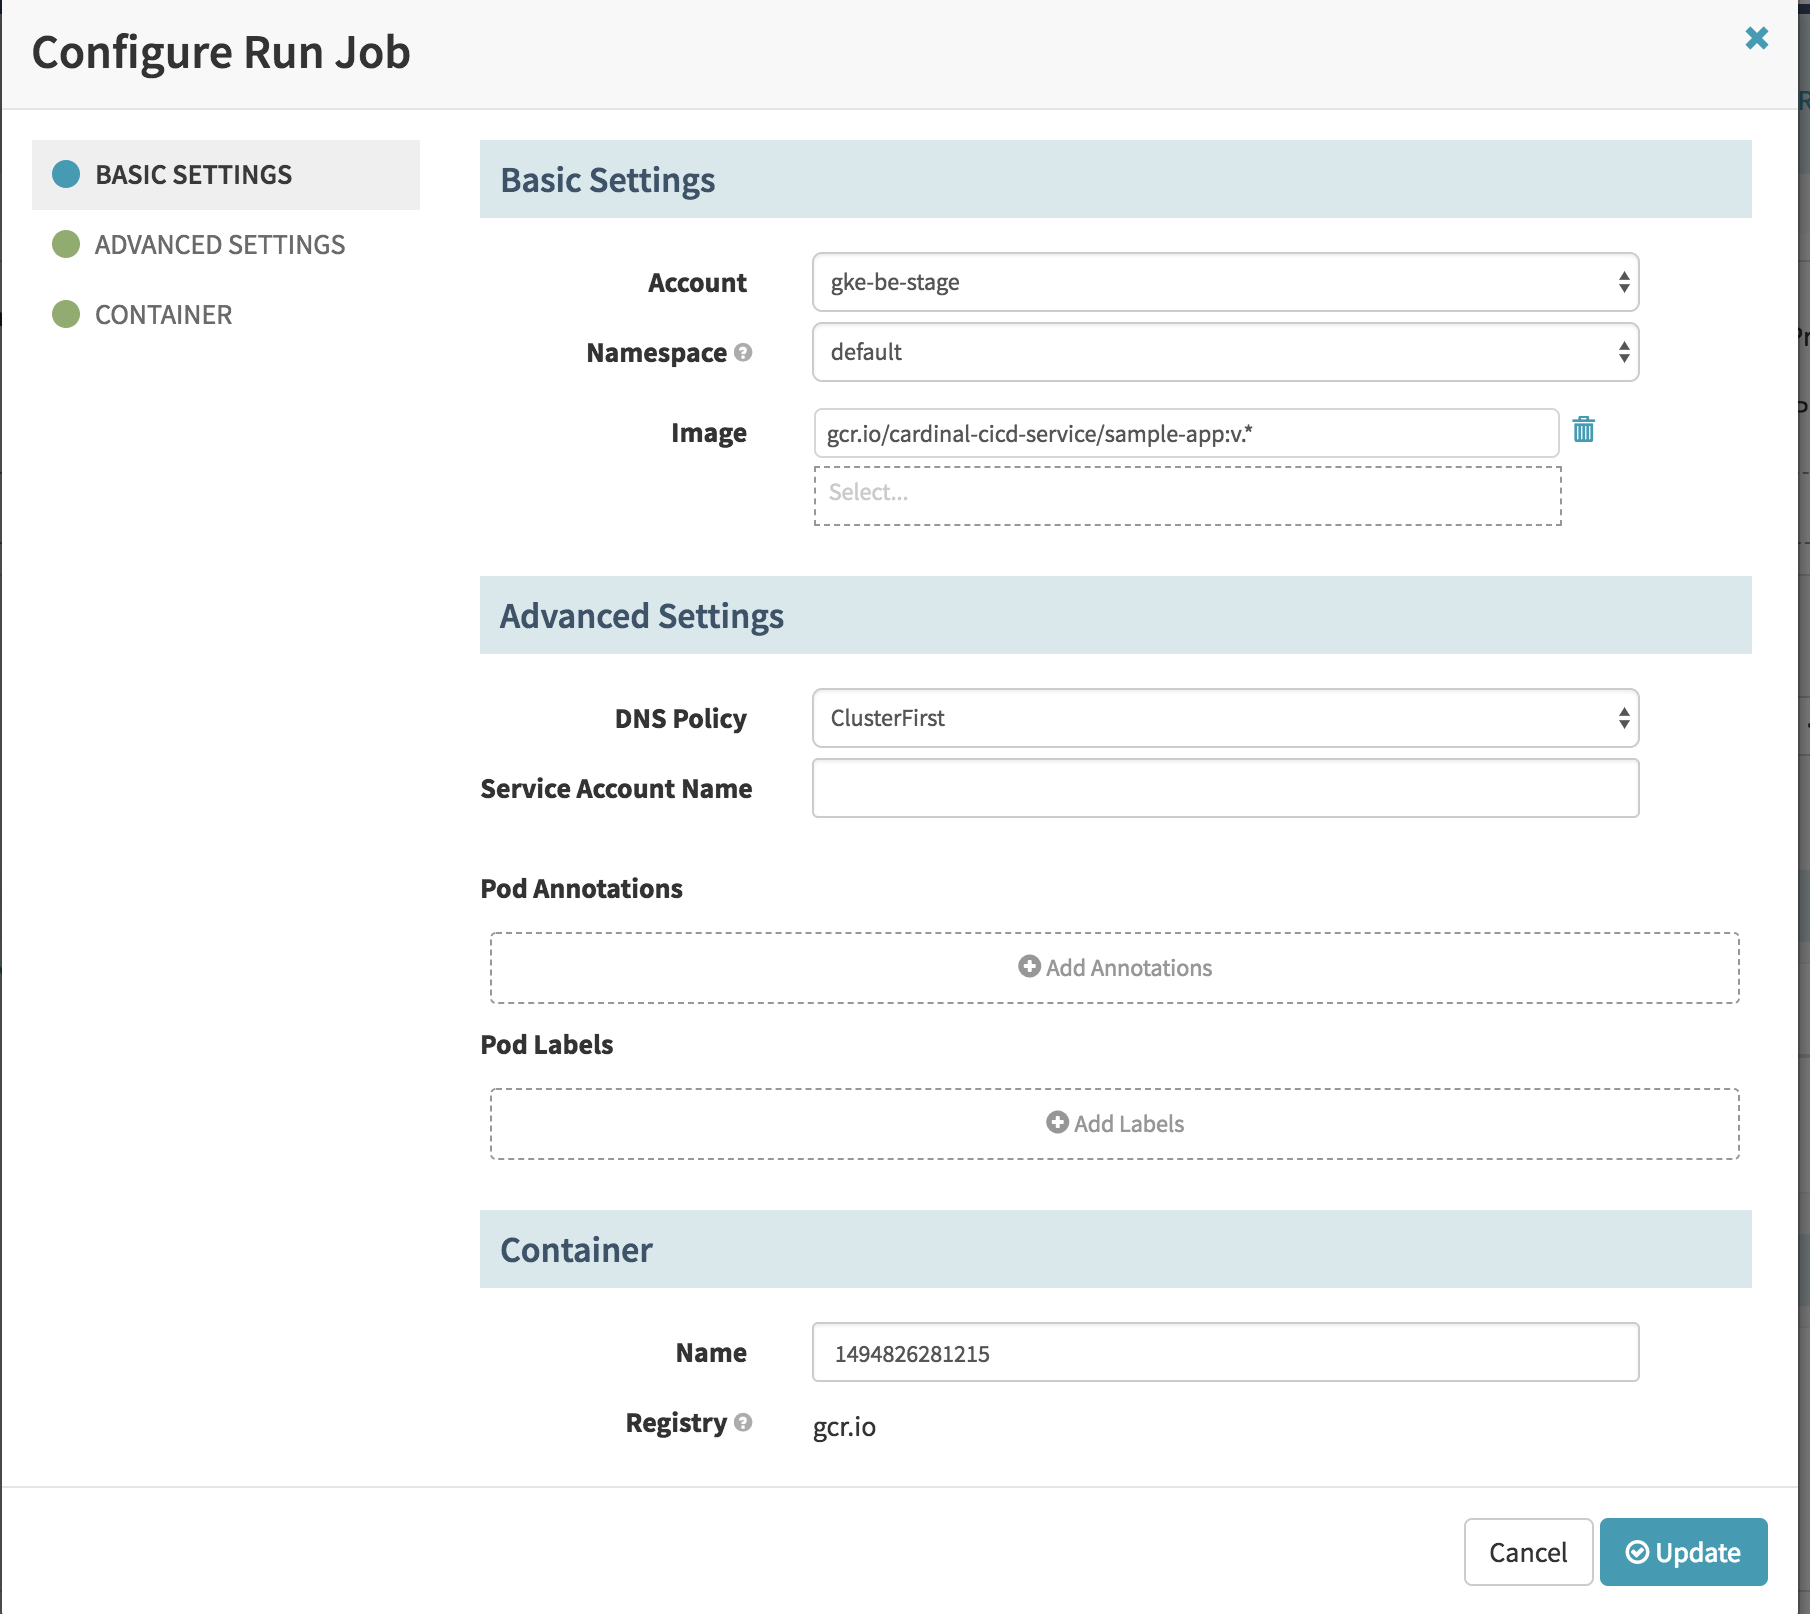 Configure Run Job
BASIC SETTINGS
ADVANCED SETTINGS
CONTAINER
Basic Settings
Account
gke-be-stage
Namespace
default
Image
gcr.io/cardinal-cicd-service/sample-app:v.*
Select...
Advanced Settings
DNS Policy
ClusterFirst
Service Account Name
Pod Annotations
Add Annotations
Pod Labels
Add Labels
Container
Name
1494826281215
Registry
gcr.io
Cancel
Update